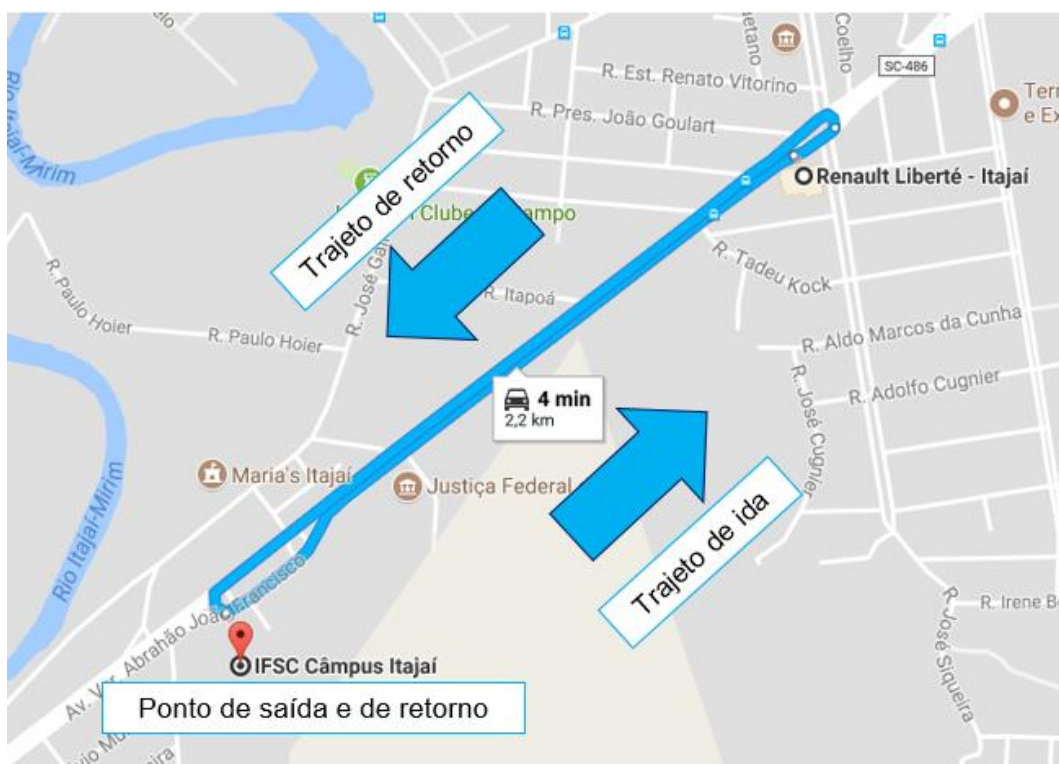 SC-486
Coelho
R. Est. Renato Vitorino
R. Pres. João Goulart
Rio Itajaí-Mirim
Trajeto de retorno
Renault Liberté - Itajaí
R. Tadeu Kock
R. Paulo Hoier
R. Paulo Hoier
R. Itapoá
R. Aldo Marcos da Cunha
R. Adolfo Cugnier
R. José Cugnier
4 min
2,2 km
Maria's Itajaí
Justiça Federal
Trajeto de ida
Rio Itajaí-Mirim
Av. Ver. Abrahão João Francisco
R. Irene
R. José Siqueira
IFSC Câmpus Itajaí
Ponto de saída e de retorno